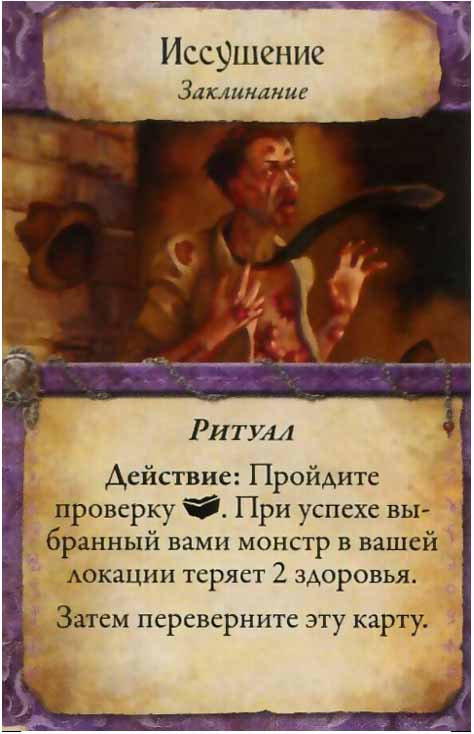 Иссушение
Заклинание
Ритуал
Действие: Пройдите
проверку . При успехе вы-
бранный вами монстр в вашей
локации теряет 2 здоровья.
Затем переверните эту карту.